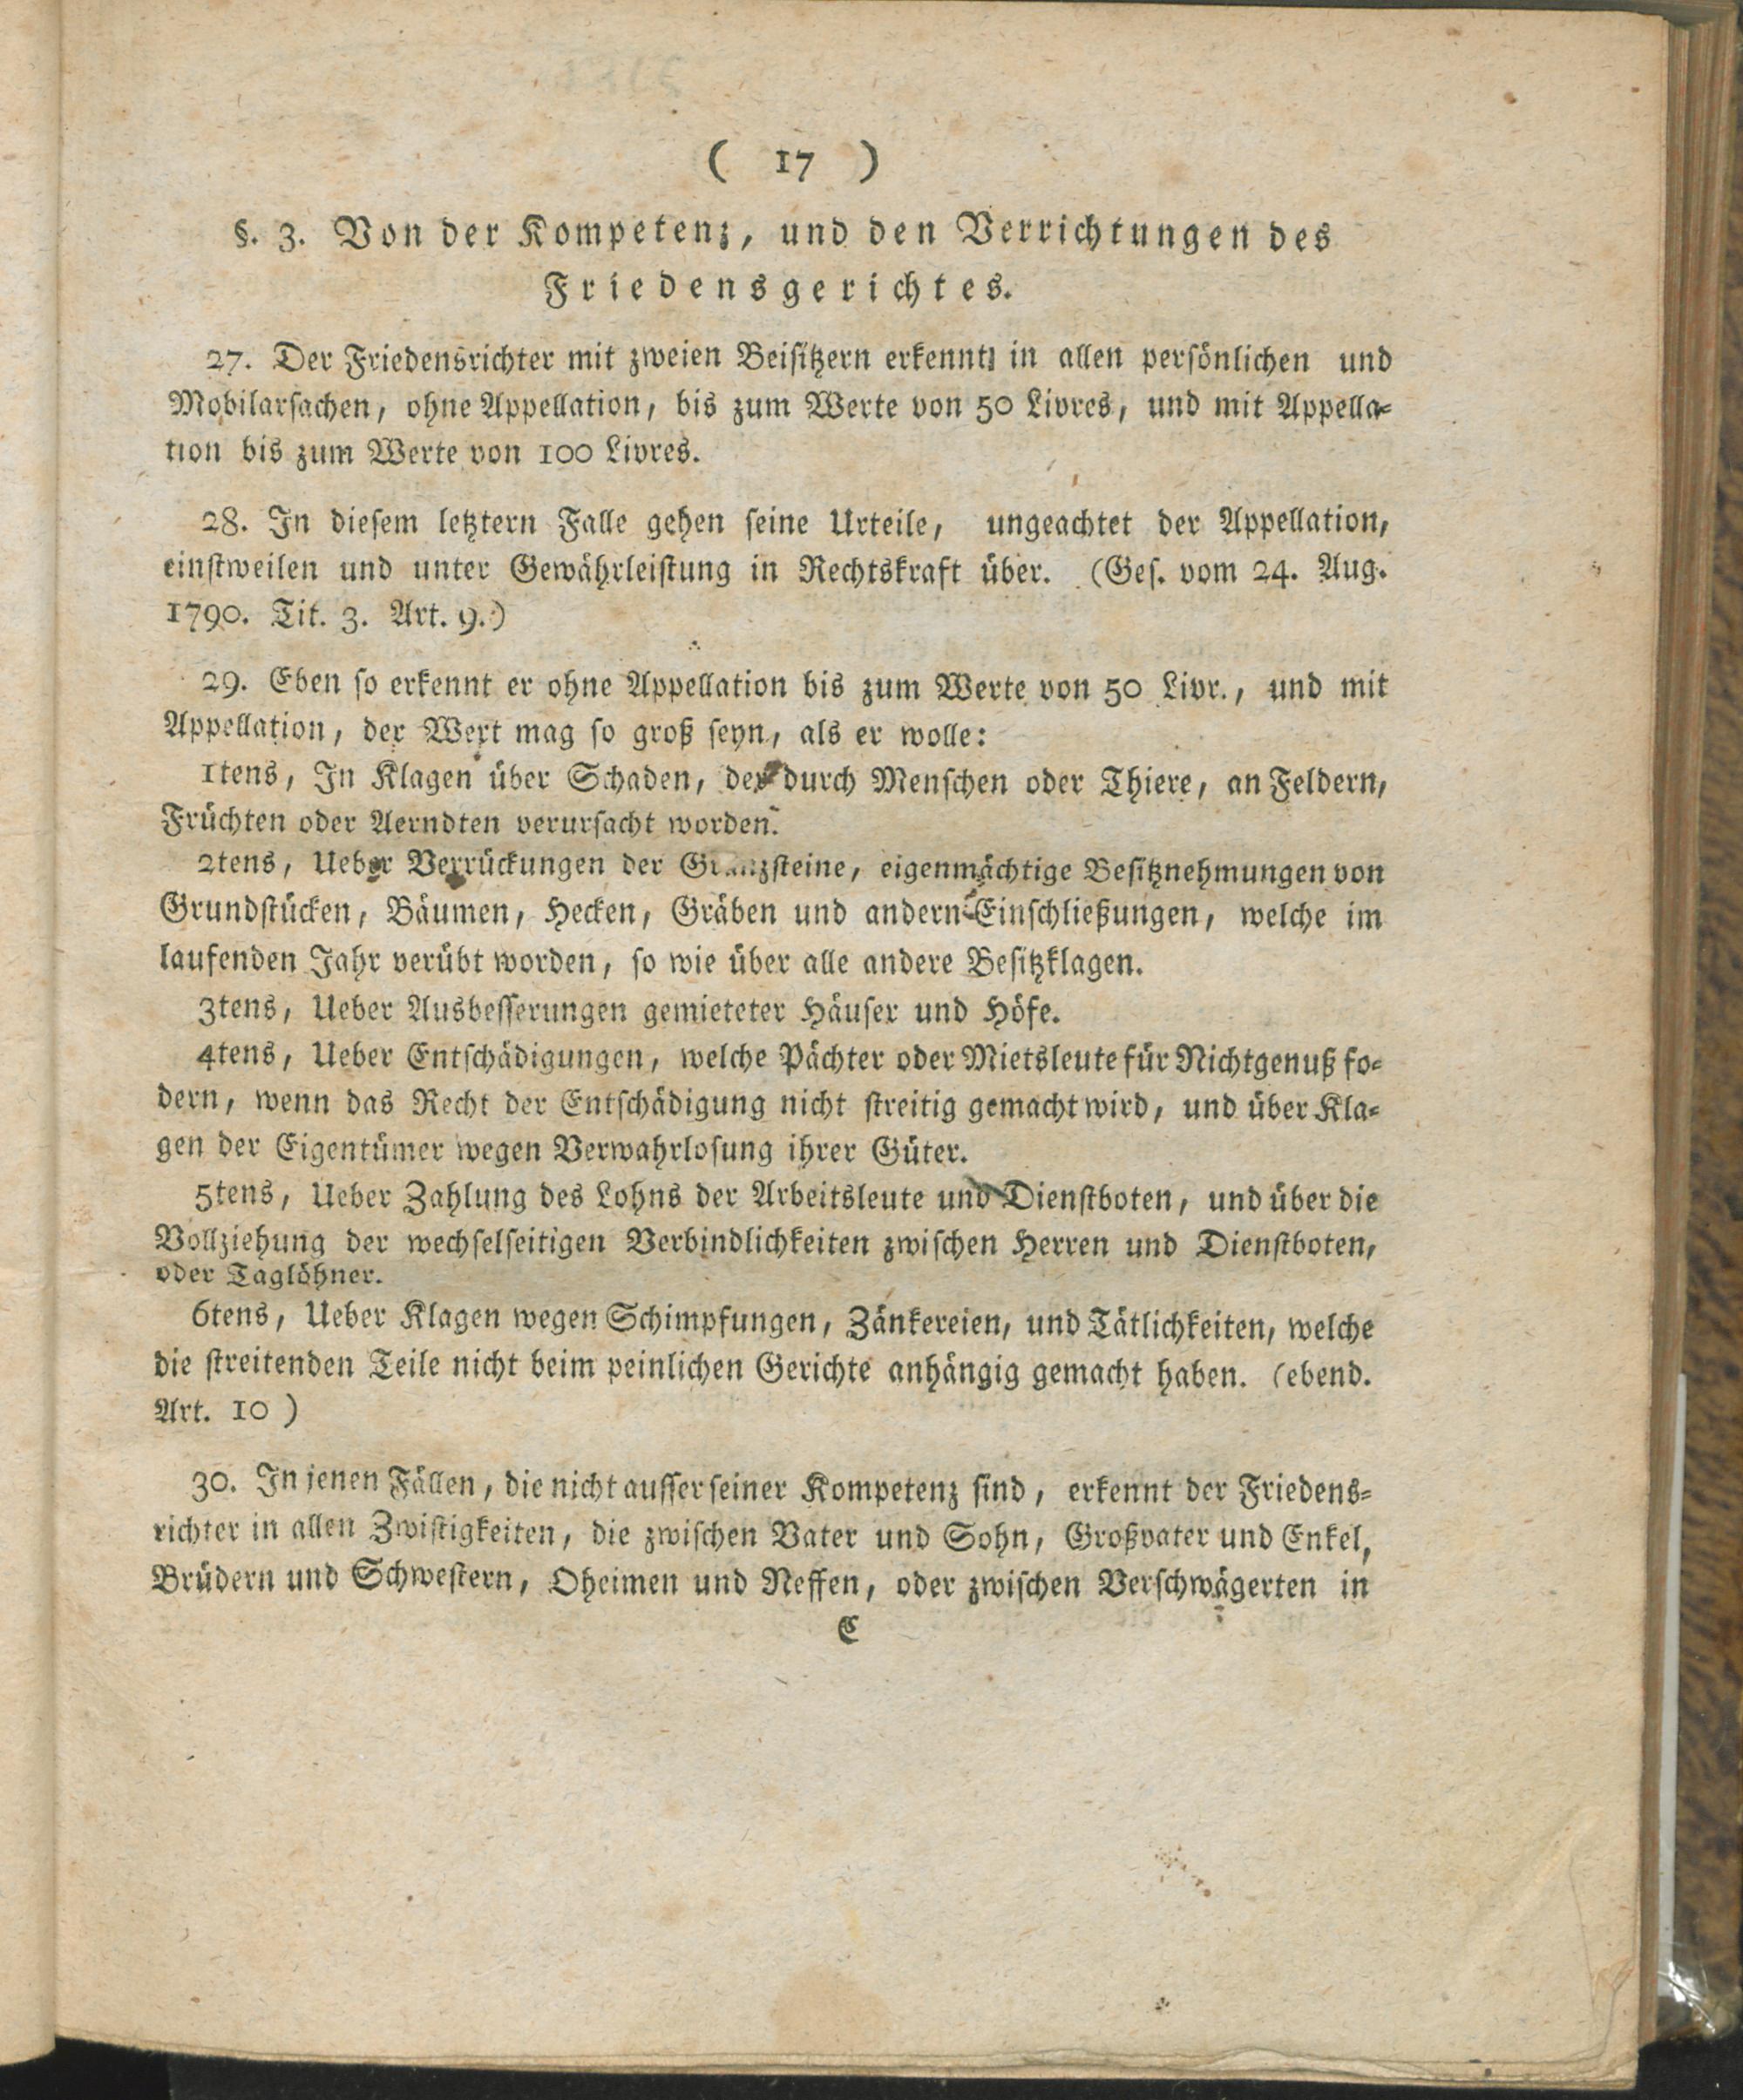 ( 17 )
§. 3. Von der Kompetenz, und den Verrichtungen des
Friedensgerichtes.
27. Der Friedensrichter mit zweien Beisitzern erkennt in allen persönlichen und
Mobilarsachen, ohne Appellation, bis zum Werte von 50 Livres, und mit Appella-
tion bis zum Werte von 100 Livres.
28. In diesem letztern Falle gehen seine Urteile, ungeachtet der Appellation,
einstweilen und unter Gewährleistung in Rechtskraft über. (Ges. vom 24. Aug.
1790. Tit. 3. Art. 9.)
29. Eben so erkennt er ohne Appellation bis zum Werte von 50 Livr., und mit
Appellation, der Wert mag so groß seyn, als er wolle:
1tens, In Klagen über Schaden, der durch Menschen oder Thiere, an Feldern,
Früchten oder Aerndten verursacht worden.
2tens, Ueber Verrückungen der eigenmächtige Besitznehmungen von
Grundstücken, Bäumen, Hecken, Gräben und andern Einschließungen, welche im
laufenden Jahr verübt worden, so wie über alle andere Besitzklagen.
3tens, Ueber Ausbesserungen gemieteter Häuser und Höfe.
4tens, Ueber Entschädigungen, welche Pächter oder Mietsleute für Nichtgenuß fo-
dern, wenn das Recht der Entschädigung nicht streitig gemacht wird, und über Kla-
gen der Eigentümer wegen Verwahrlosung ihrer Güter.
5tens, Ueber Zahlung des Lohns der Arbeitsleute und Dienstboten, und über die
Vollziehung der wechselseitigen Verbindlichkeiten zwischen Herren und Dienstboten,
oder Taglöhner.
6tens, Ueber Klagen wegen Schimpfungen, Zänkereien, und Tätlichkeiten, welche
die streitenden Teile nicht beim peinlichen Gerichte anhängig gemacht haben. (ebend.
Art. 10 )
30. In jenen Fällen, die nicht ausser seiner Kompetenz sind, erkennt der Friedens-
richter in allen Zwistigkeiten, die zwischen Vater und Sohn, Großvater und Enkel,
Brüdern und Schwestern, Oheimen und Neffen, oder zwischen Verschwägerten in
C